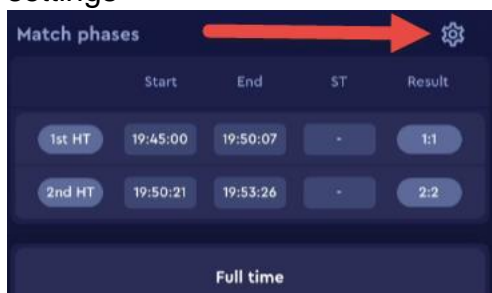 settings
Match phases
Start End ST Result
1st HT 19:45:00 19:50:07 - 1:1
2nd HT 19:50:21 19:53:26 - 2:2
Full time